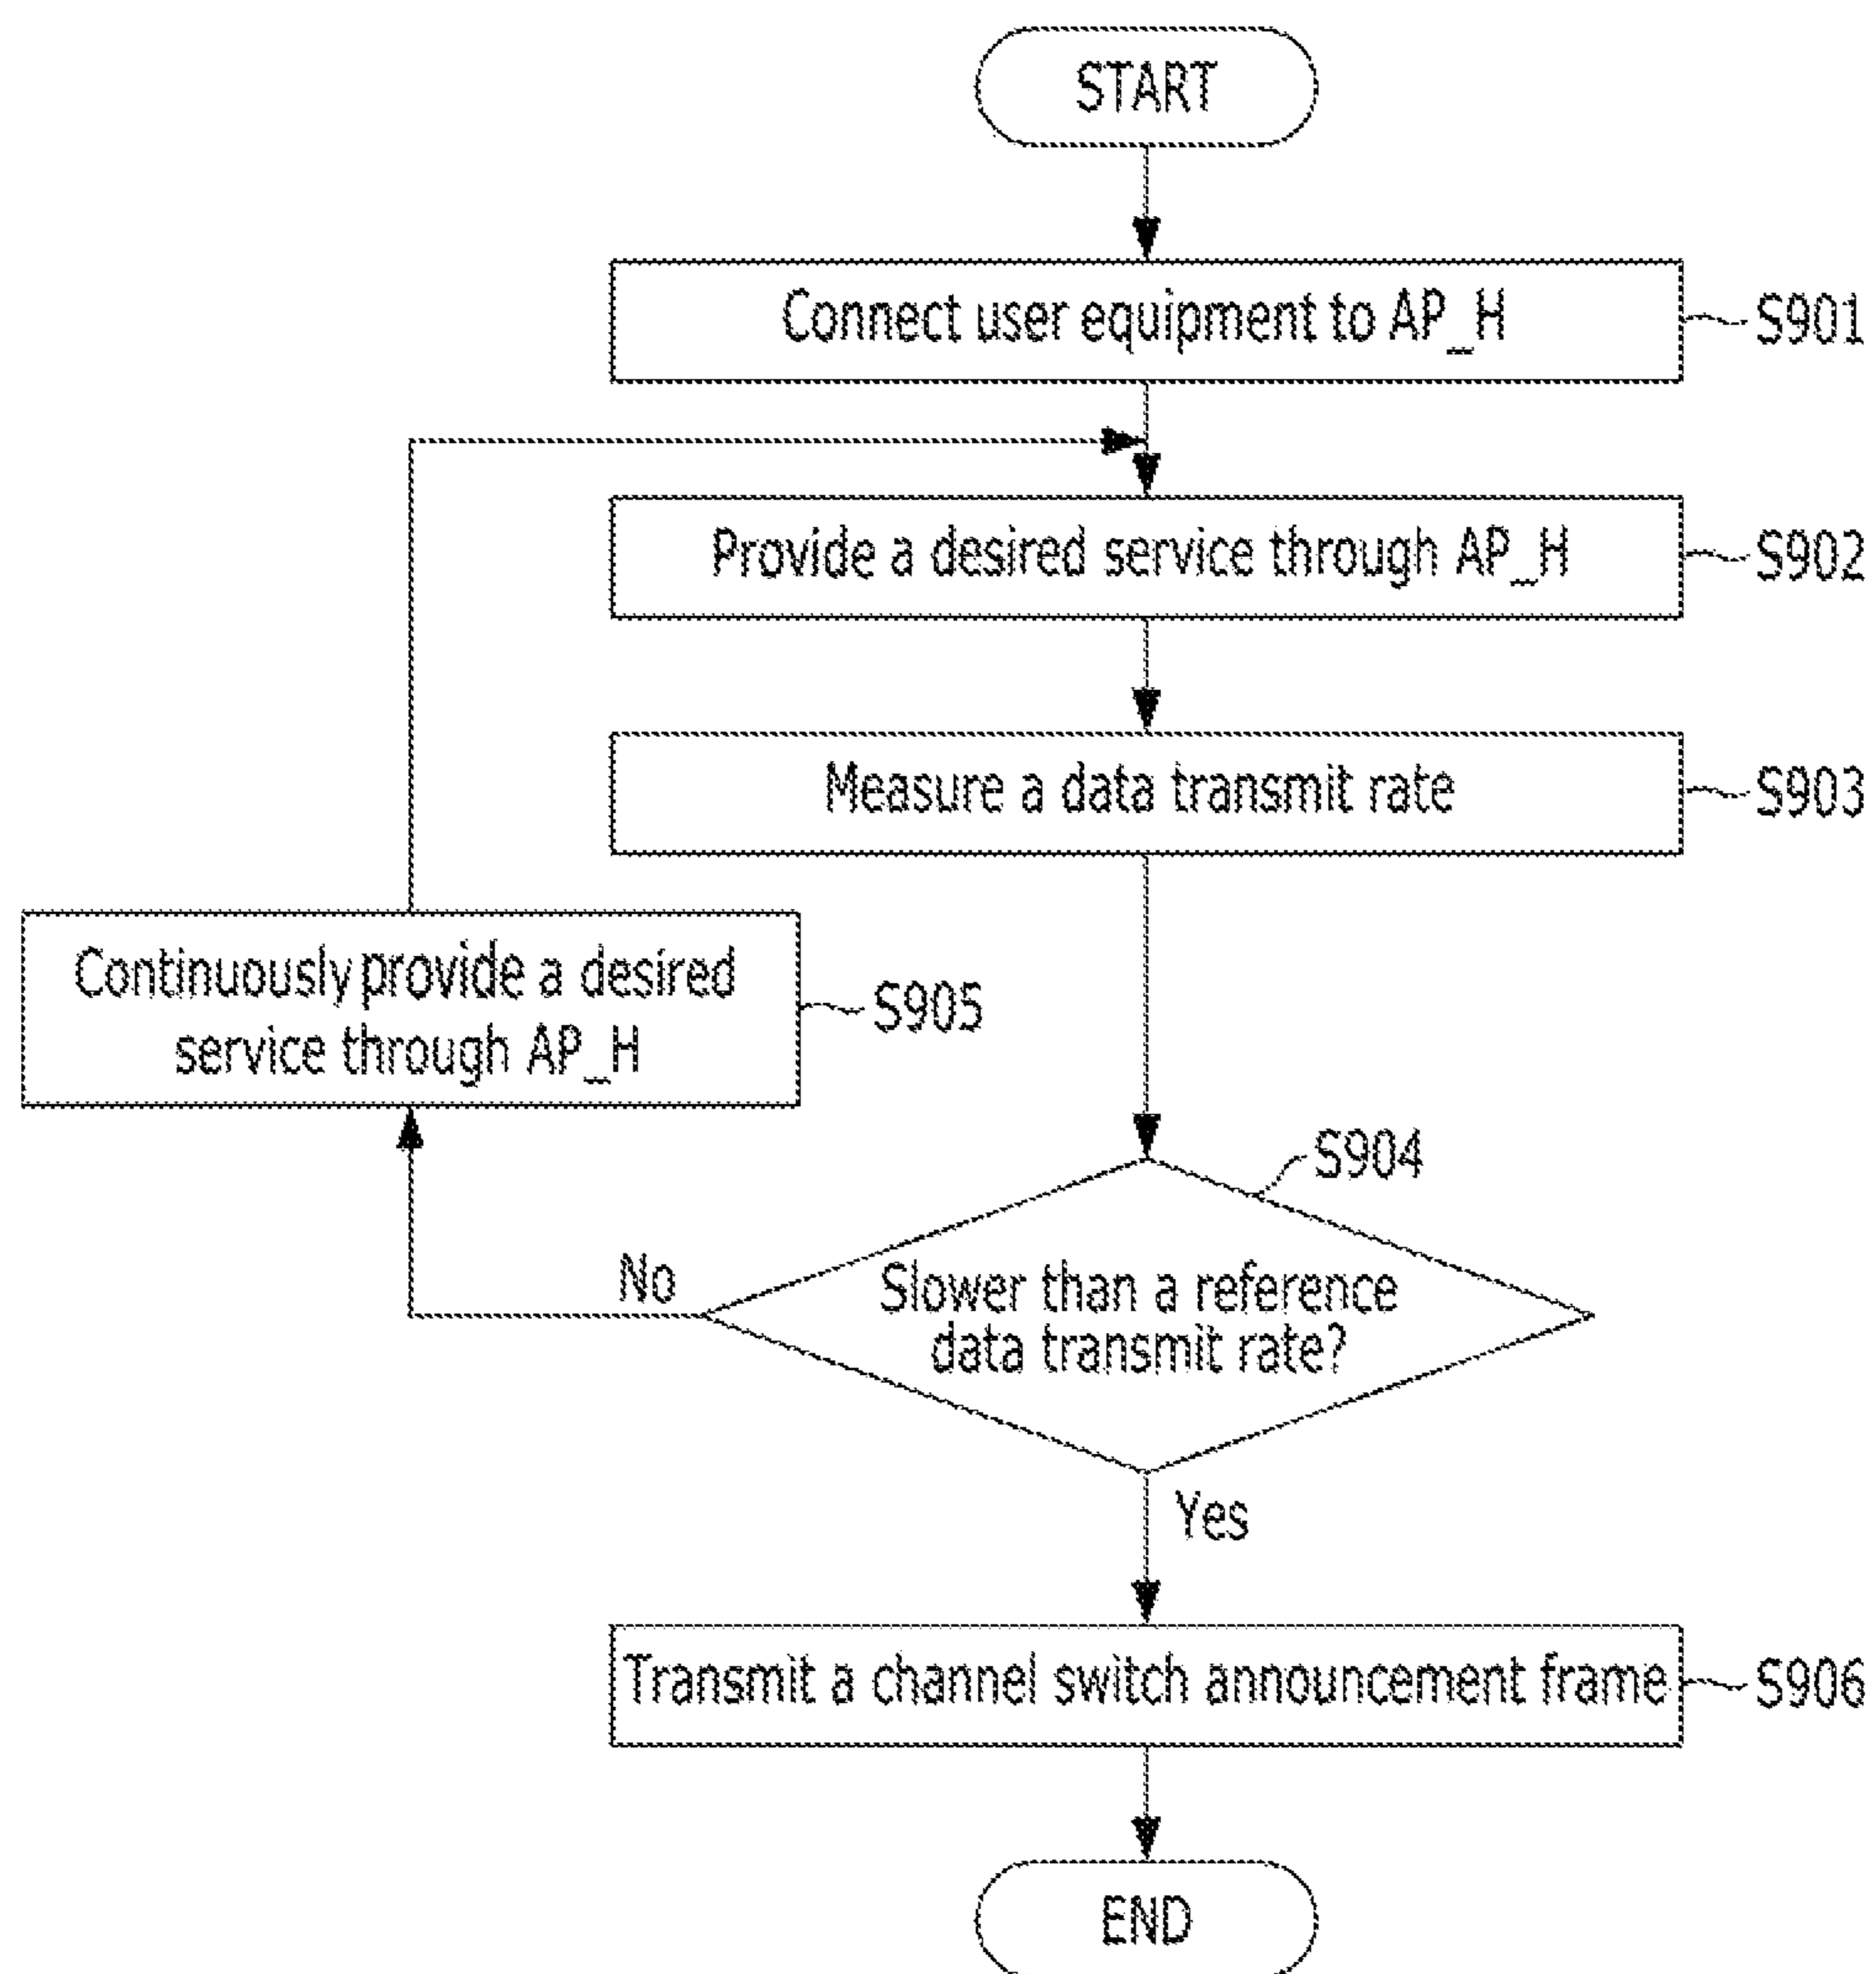 START
Connect user equipment to AP_H
S901
Provide a desired service through AP_H
S902
Measure a data transmit rate
S903
Continuously provide a desired
service through AP_H
S905
S904
Slower than a reference
data transmit rate?
No
Yes
Transmit a channel switch announcement frame
S906
END